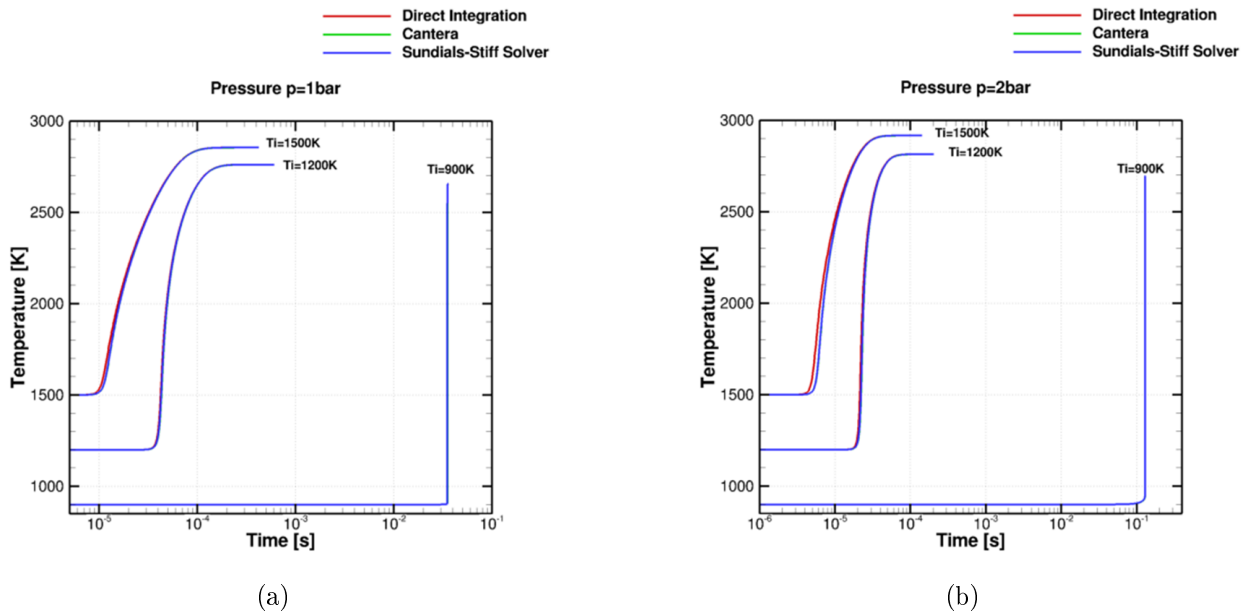 Direct Integration
Cantera
Sundials-Stiff Solver
Pressure p=1bar
Temperature [K]
3000
2500
2000
1500
1000
Ti=1500K
Ti=1200K
Ti=900K
10-5
10-4
10-3
10-2
10-1
Time [s]
(a)
Direct Integration
Cantera
Sundials-Stiff Solver
Pressure p=2bar
Temperature [K]
3000
2500
2000
1500
1000
Ti=1500K
Ti=1200K
Ti=900K
10-6
10-5
10-4
10-3
10-2
10-1
Time [s]
(b)